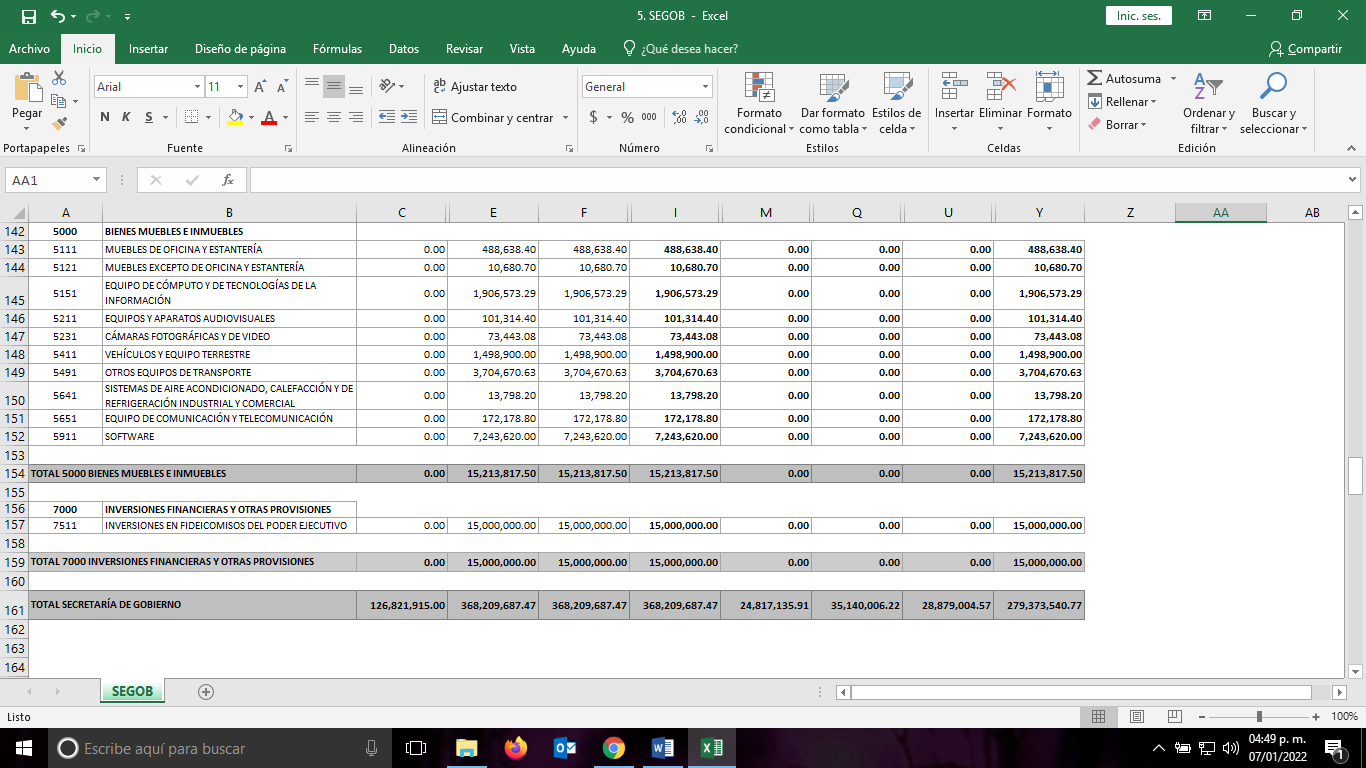 5. SEGOB - Excel
Inic. ses.
Archivo Inicio Insertar Diseño de página Fórmulas Datos Revisar Vista Ayuda ¿Qué desea hacer? Compartir
Pegar
Arial 11
N K S
Ajustar texto
Combinar y centrar
General
$ % 000
Formato condicional
Dar formato como tabla
Estilos de celda
Insertar Eliminar Formato
Autosuma
Rellenar
Borrar
Ordenar y filtrar
Buscar y seleccionar
Portapapeles Fuente Alineación Número Estilos Celdas Edición
AA1 fx
A B C E F I M Q U Y Z AA AB
142 5000 BIENES MUEBLES E INMUEBLES
143 5111 MUEBLES DE OFICINA Y ESTANTERÍA 0.00 488,638.40 488,638.40 488,638.40 0.00 0.00 0.00 488,638.40
144 5121 MUEBLES EXCEPTO DE OFICINA Y ESTANTERÍA 0.00 10,680.70 10,680.70 10,680.70 0.00 0.00 0.00 10,680.70
145 5151 EQUIPO DE CÓMPUTO Y DE TECNOLOGÍAS DE LA INFORMACIÓN 0.00 1,906,573.29 1,906,573.29 1,906,573.29 0.00 0.00 0.00 1,906,573.29
146 5211 EQUIPOS Y APARATOS AUDIOVISUALES 0.00 101,314.40 101,314.40 101,314.40 0.00 0.00 0.00 101,314.40
147 5231 CÁMARAS FOTOGRÁFICAS Y DE VIDEO 0.00 73,443.08 73,443.08 73,443.08 0.00 0.00 0.00 73,443.08
148 5411 VEHÍCULOS Y EQUIPO TERRESTRE 0.00 1,498,900.00 1,498,900.00 1,498,900.00 0.00 0.00 0.00 1,498,900.00
149 5491 OTROS EQUIPOS DE TRANSPORTE 0.00 3,704,670.63 3,704,670.63 3,704,670.63 0.00 0.00 0.00 3,704,670.63
150 5641 SISTEMAS DE AIRE ACONDICIONADO, CALEFACCIÓN Y DE REFRIGERACIÓN INDUSTRIAL Y COMERCIAL 0.00 13,798.20 13,798.20 13,798.20 0.00 0.00 0.00 13,798.20
151 5651 EQUIPO DE COMUNICACIÓN Y TELECOMUNICACIÓN 0.00 172,178.80 172,178.80 172,178.80 0.00 0.00 0.00 172,178.80
152 5911 SOFTWARE 0.00 7,243,620.00 7,243,620.00 7,243,620.00 0.00 0.00 0.00 7,243,620.00
153
154 TOTAL 5000 BIENES MUEBLES E INMUEBLES 0.00 15,213,817.50 15,213,817.50 15,213,817.50 0.00 0.00 0.00 15,213,817.50
155
156 7000 INVERSIONES FINANCIERAS Y OTRAS PROVISIONES
157 7511 INVERSIONES EN FIDEICOMISOS DEL PODER EJECUTIVO 0.00 15,000,000.00 15,000,000.00 15,000,000.00 0.00 0.00 0.00 15,000,000.00
158
159 TOTAL 7000 INVERSIONES FINANCIERAS Y OTRAS PROVISIONES 0.00 15,000,000.00 15,000,000.00 15,000,000.00 0.00 0.00 0.00 15,000,000.00
160
161 TOTAL SECRETARÍA DE GOBIERNO 126,821,915.00 368,209,687.47 368,209,687.47 368,209,687.47 24,817,135.91 35,140,006.22 28,879,004.57 279,373,540.77
162
163
164
SEGOB
Listo 100%
Escribe aquí para buscar
04:49 p. m.
07/01/2022
1